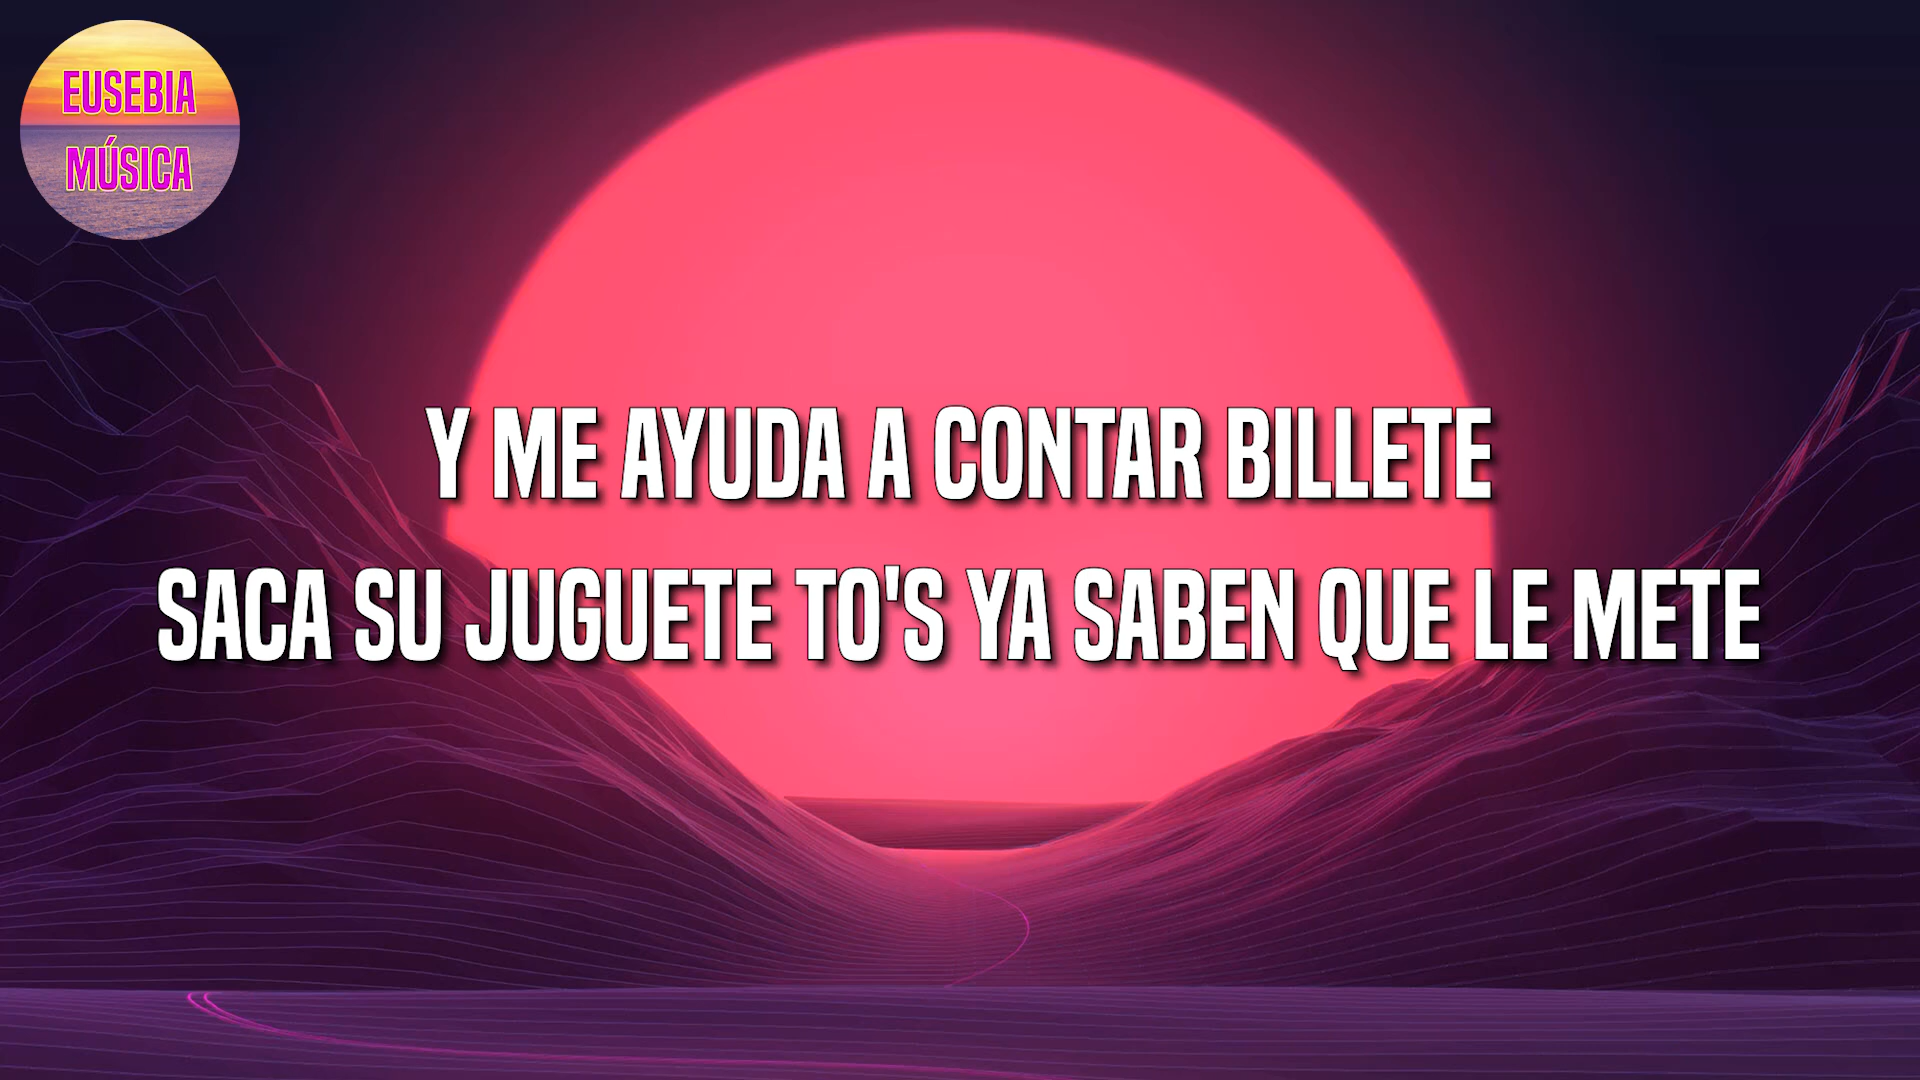 EUSEBIA
MÚSICA
Y ME AYUDA A CONTAR BILLETE
SACA SU JUGUETE TO'S YA SABEN QUE LE METE